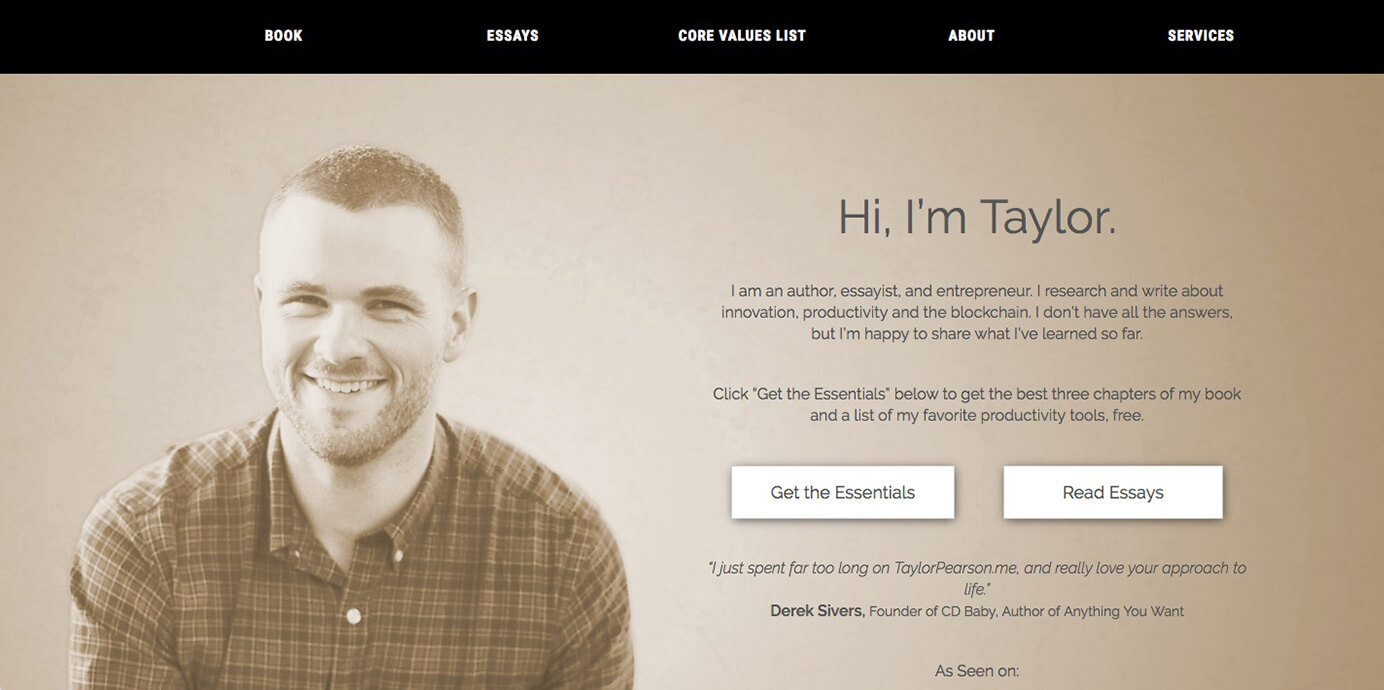 BOOK ESSAYS CORE VALUES LIST ABOUT SERVICES
Hi, I'm Taylor.
I am an author, essayist, and entrepreneur. I research and write about
innovation, productivity and the blockchain. I don't have all the answers,
but I'm happy to share what I've learned so far.
Click "Get the Essentials" below to get the best three chapters of my book
and a list of my favorite productivity tools, free.
Get the Essentials Read Essays
"I just spent far too long on TaylorPearson.me, and really love your approach to
life."
Derek Sivers, Founder of CD Baby, Author of Anything You Want
As Seen on: